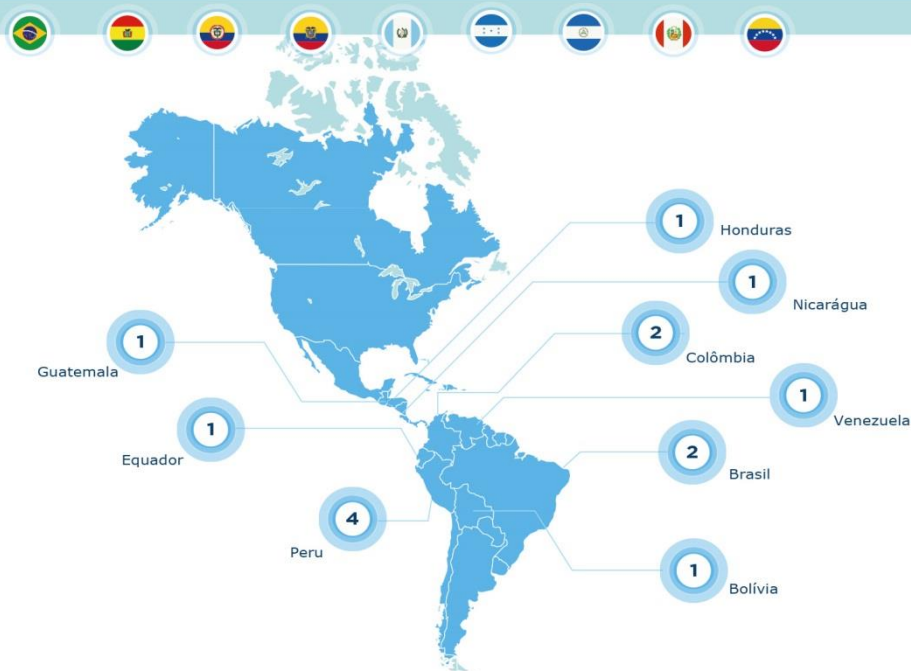 1
Honduras
1
Nicarágua
1
Guatemala
2
Colômbia
1
Venezuela
1
Equador
2
Brasil
4
Peru
1
Bolívia